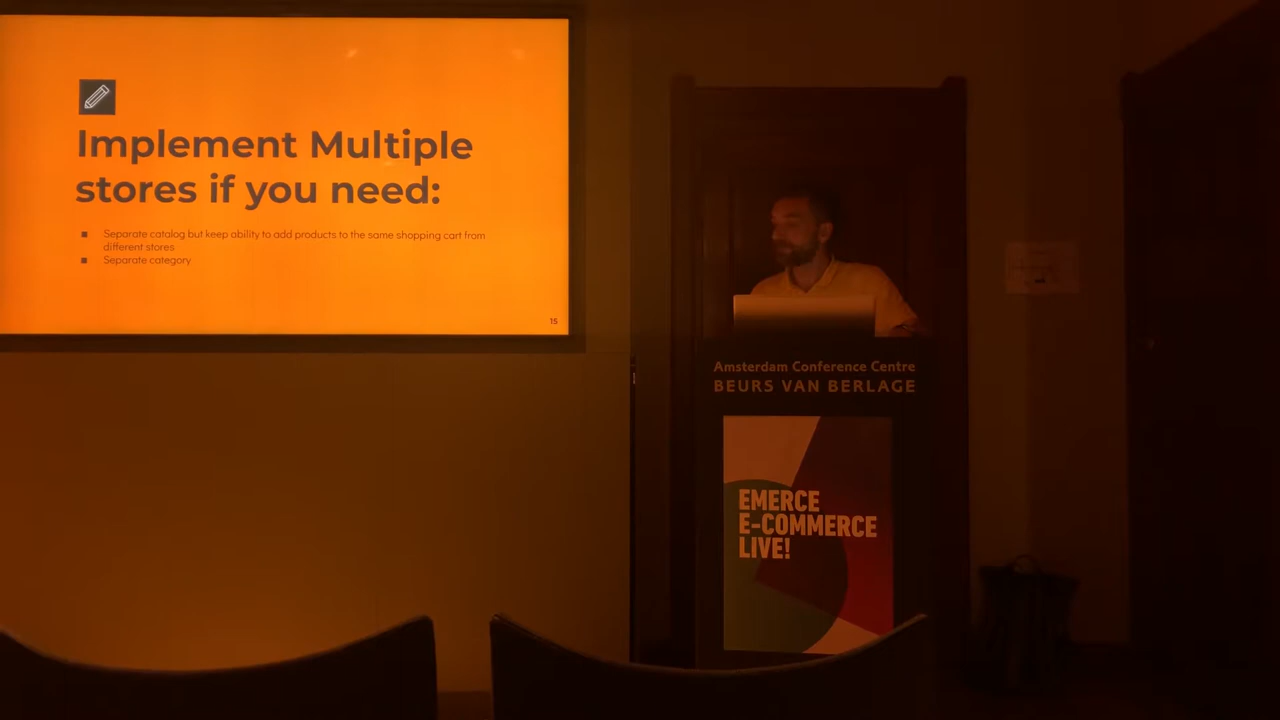 Implement Multiple
stores if you need:
Separate catalog but keep ability to add products to the same shopping cart from
different stores
Separate category
15
Amsterdam Conference Centre
BEURS VAN BERLAGE
EMERCE
E-COMMERCE
LIVE!